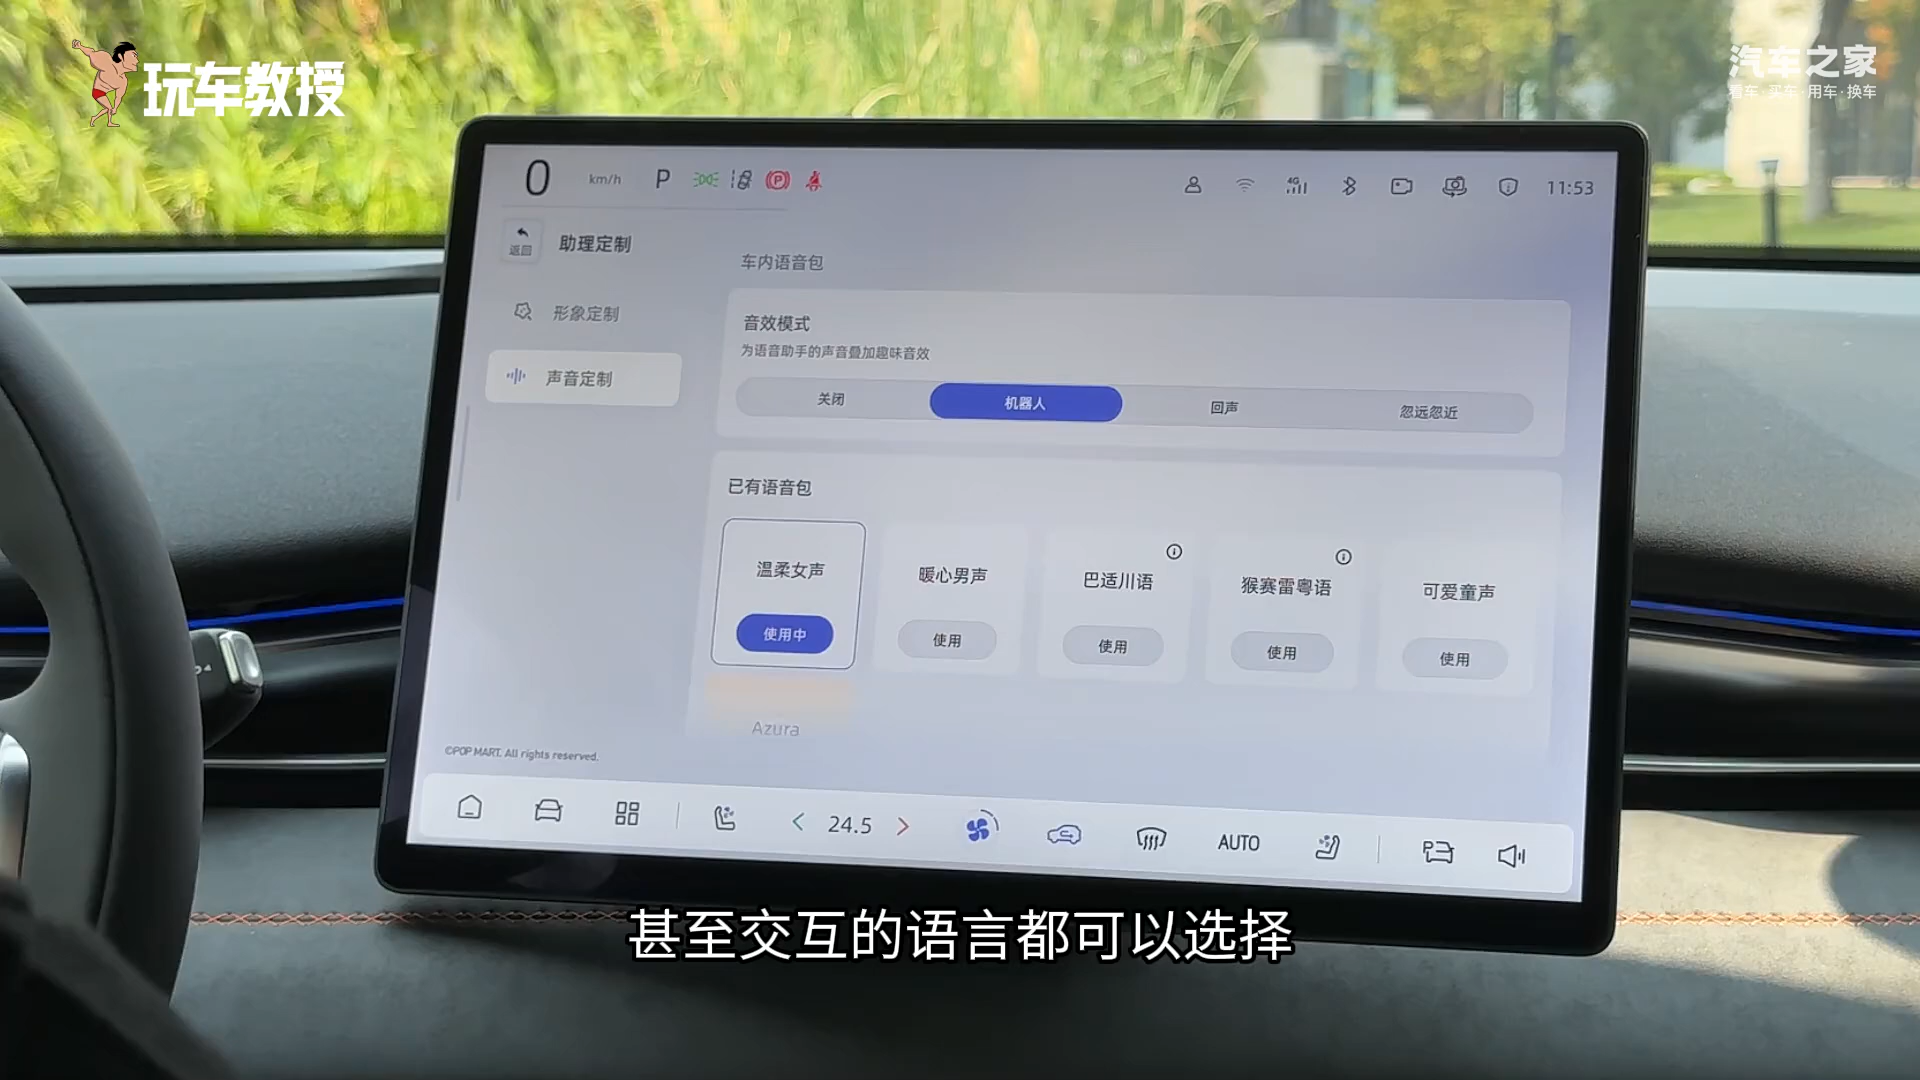 玩车教授
汽车之家
看车·买车·用车·换车
0 km/h P
4G
11:53
返回
助理定制
形象定制
声音定制
车内语音包
音效模式
为语音助手的声音叠加趣味音效
关闭 机器人 回声 忽远忽近
已有语音包
温柔女声 暖心男声 巴适川语 猴赛雷粤语 可爱童声
使用中 使用 使用 使用 使用
Azura
©POP MART. All rights reserved.
24.5
AUTO
甚至交互的语言都可以选择